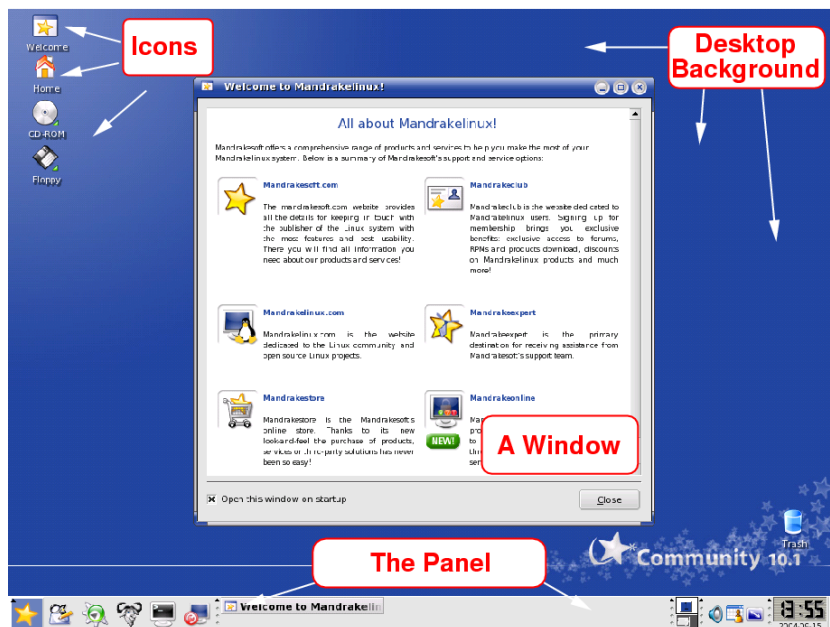 Welcome
Icons
Home
CD-ROM
Floppy
Desktop
Background
Welcome to Mandrakelinux!
All about Mandrakelinux!
Mandrakesoft offers a comprehensive range of products and services to help you make the most of your
Mandrakelinux system. Below is a summary of Mandrakesoft's support and service options:
Mandrakesoft.com
The mandrakesoft.com website provides
all the details for keeping in touch with
the publisher of the Linux system with
the most features and best usability.
There you will find all information you
need about our products and services!
Mandrakeclub
Mandrakeclub is the website dedicated to
Mandrakelinux users. Signing up for
membership brings you exclusive
benefits: exclusive access to forums,
RPMs and products download, discounts
on Mandrakelinux products and much
more!
Mandrakelinux.com
Mandrakelinux.com is the website
dedicated to the Linux community and
open source Linux projects.
Mandrakeexpert
Mandrakeexpert is the primary
destination for receiving assistance from
Mandrakesoft's support team.
Mandrakestore
Mandrakestore is the Mandrakesoft's
online store. Thanks to its new
look-and-feel the purchase of products,
services or third-party solutions has never
been so easy!
Mandrakeonline
NEW!
A Window
Open this window on startup
Close
Trash
Community 10.1
The Panel
Welcome to Mandrakelin
13:55
2004-09-15